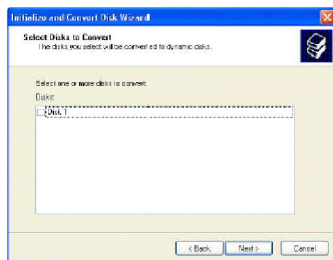 Initialize and Convert Disk Wizard
Select Disks to Convert
The disks you select will be converted to dynamic disks.
Select one or more disks to convert.
Disks:
Disk 1
< Back
Next >
Cancel